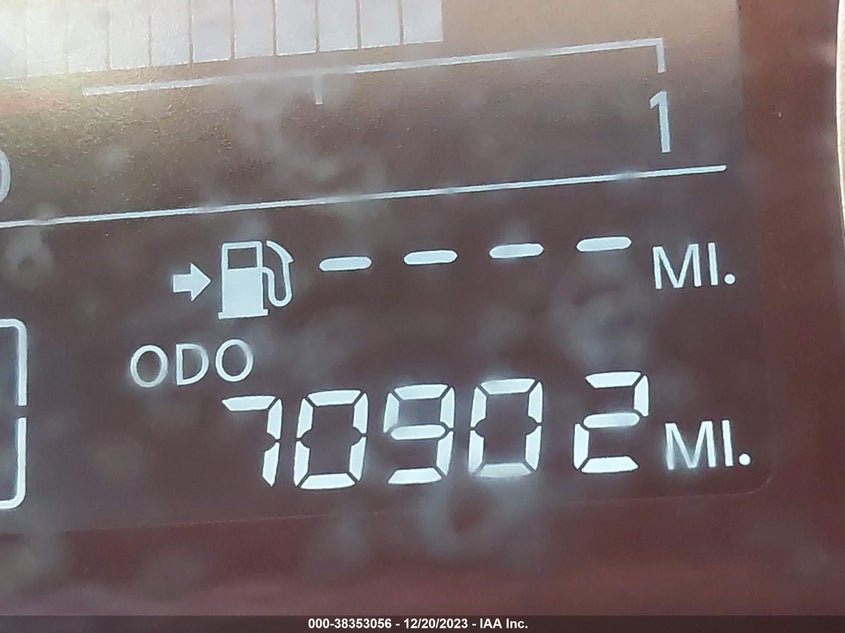 1
---- MI.
ODO
70902 MI.
000-38353056 - 12/20/2023 - IAA Inc.